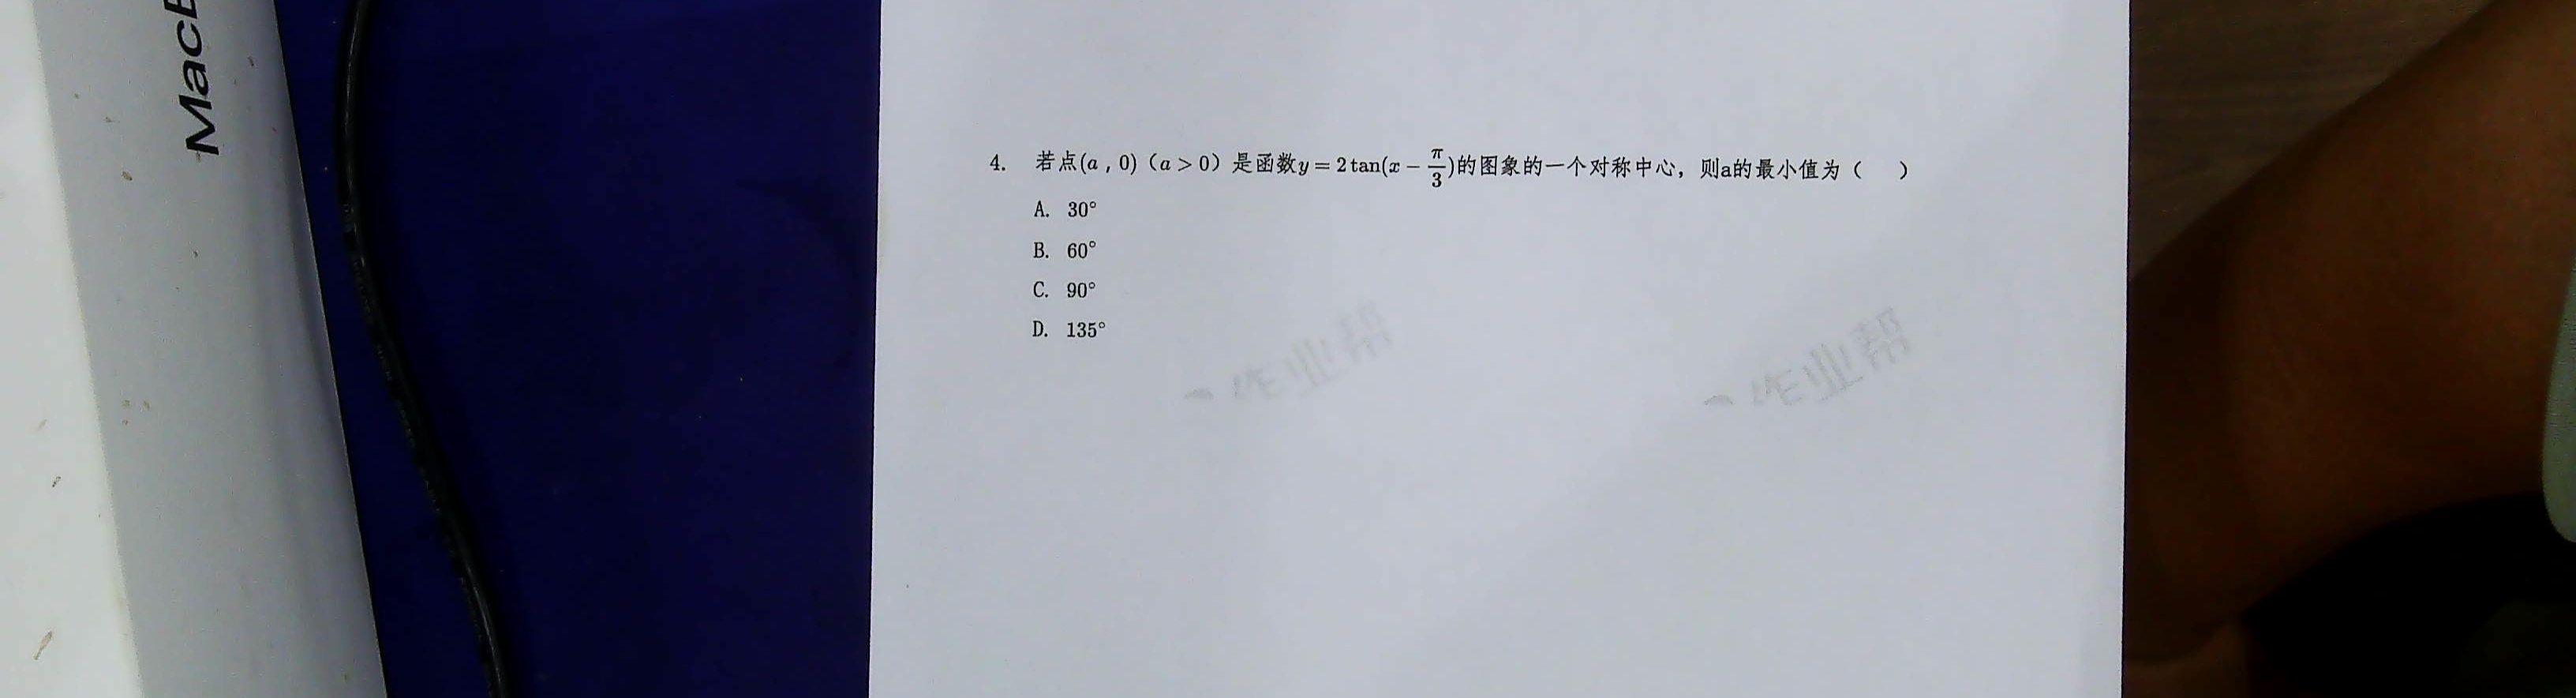 MacB
4. 若点(a , 0)（a > 0）是函数y = 2 tan(x − π/3)的图象的一个对称中心，则a的最小值为（ ）
A. 30°
B. 60°
C. 90°
D. 135°
作业帮
作业帮